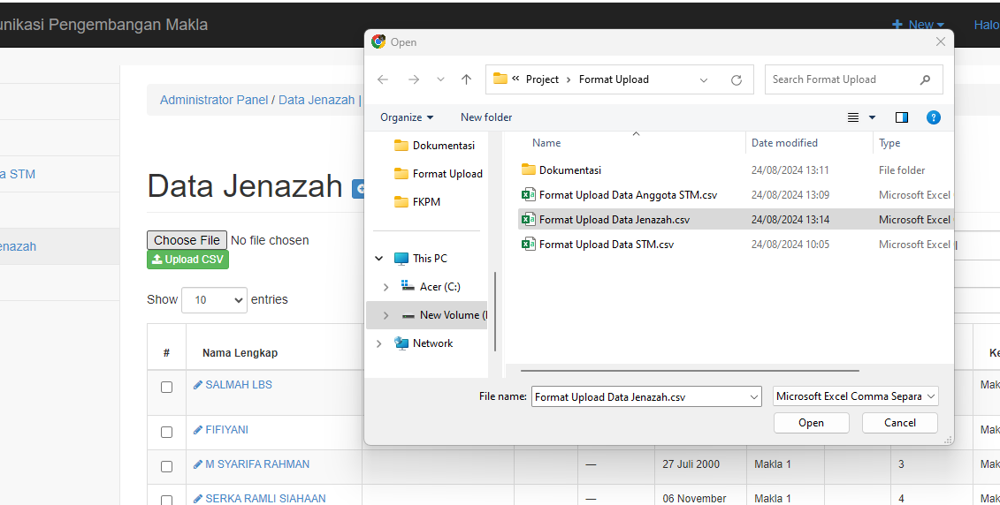 unikasi Pengembangan Makla
New
Halo
Open
« Project › Format Upload
Search Format Upload
Administrator Panel / Data Jenazah |
Organize
New folder
Dokumentasi
Format Upload
FKPM
This PC
Acer (C:)
New Volume (
Network
Name
Date modified
Type
Dokumentasi
24/08/2024 13:11
File folder
Format Upload Data Anggota STM.csv
24/08/2024 13:09
Microsoft Excel
Format Upload Data Jenazah.csv
24/08/2024 13:14
Microsoft Excel
Format Upload Data STM.csv
24/08/2024 10:05
Microsoft Excel
File name:
Format Upload Data Jenazah.csv
Microsoft Excel Comma Separa
Open
Cancel
a STM
enazah
Data Jenazah
Choose File No file chosen
Upload CSV
Show 10 entries
# Nama Lengkap Ke
SALMAH LBS Mak
FIFIYANI Mak
M SYARIFA RAHMAN — 27 Juli 2000 Makla 1 3 Mak
SERKA RAMLI SIAHAAN — 06 November Makla 1 4 Mak